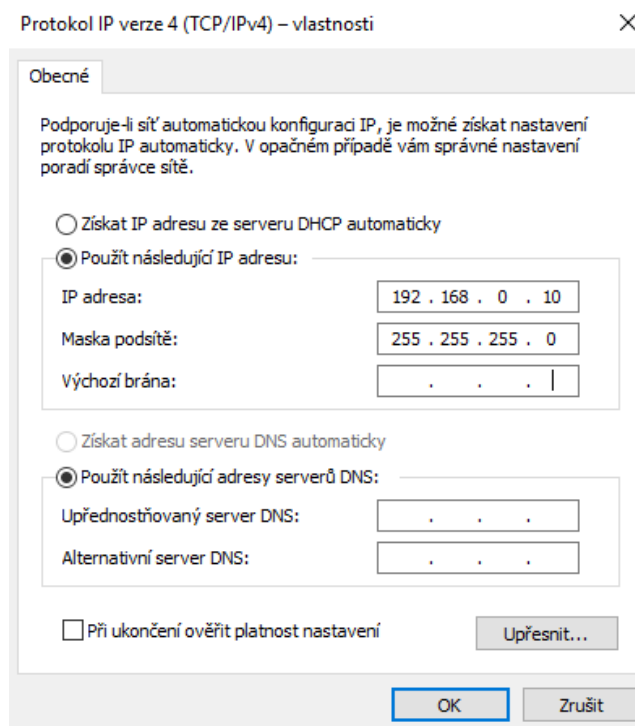 Protokol IP verze 4 (TCP/IPv4) – vlastnosti
Obecné
Podporuje-li síť automatickou konfiguraci IP, je možné získat nastavení
protokolu IP automaticky. V opačném případě vám správné nastavení
poradí správce sítě.
Získat IP adresu ze serveru DHCP automaticky
Použít následující IP adresu:
IP adresa: 192 . 168 . 0 . 10
Maska podsítě: 255 . 255 . 255 . 0
Výchozí brána: . . .
Získat adresu serveru DNS automaticky
Použít následující adresy serverů DNS:
Upřednostňovaný server DNS: . . .
Alternativní server DNS: . . .
Při ukončení ověřit platnost nastavení Upřesnit...
OK Zrušit